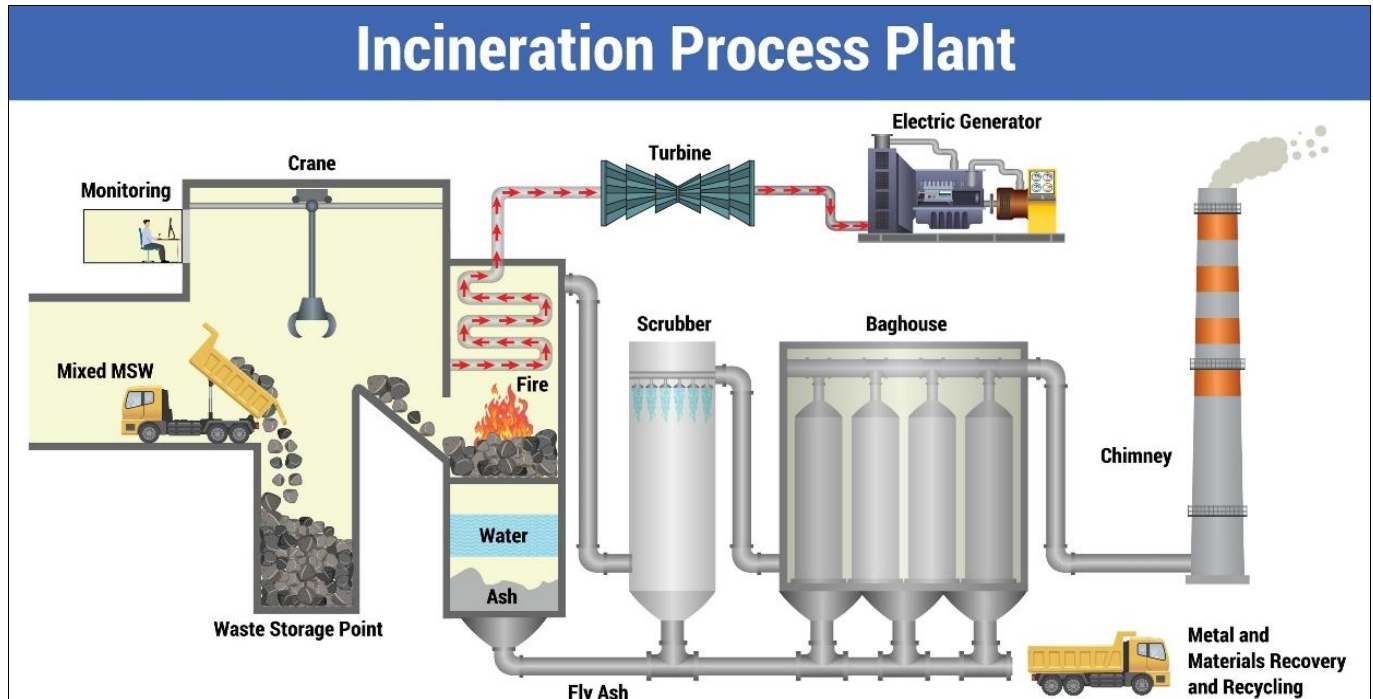 Incineration Process Plant
Electric Generator
Turbine
Crane
Monitoring
Scrubber
Baghouse
Mixed MSW
Fire
Chimney
Water
Ash
Waste Storage Point
Metal and
Materials Recovery
and Recycling
Fly Ash